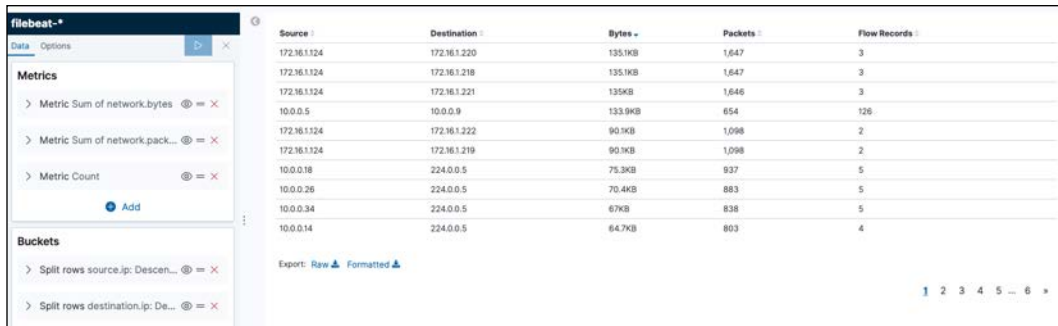 filebeat-*
Data Options
Metrics
Metric Sum of network.bytes
Metric Sum of network.pack...
Metric Count
Add
Buckets
Split rows source.ip: Descen...
Split rows destination.ip: De...
Source Destination Bytes Packets Flow Records
172.16.1.124 172.16.1.220 135.1KB 1,647 3
172.16.1.124 172.16.1.218 135.1KB 1,647 3
172.16.1.124 172.16.1.221 135KB 1,646 3
10.0.0.5 10.0.0.9 133.9KB 654 126
172.16.1.124 172.16.1.222 90.1KB 1,098 2
172.16.1.124 172.16.1.219 90.1KB 1,098 2
10.0.0.18 224.0.0.5 75.3KB 937 5
10.0.0.26 224.0.0.5 70.4KB 883 5
10.0.0.34 224.0.0.5 67KB 838 5
10.0.0.14 224.0.0.5 64.7KB 803 4
Export: Raw Formatted
1 2 3 4 5 ... 6 »